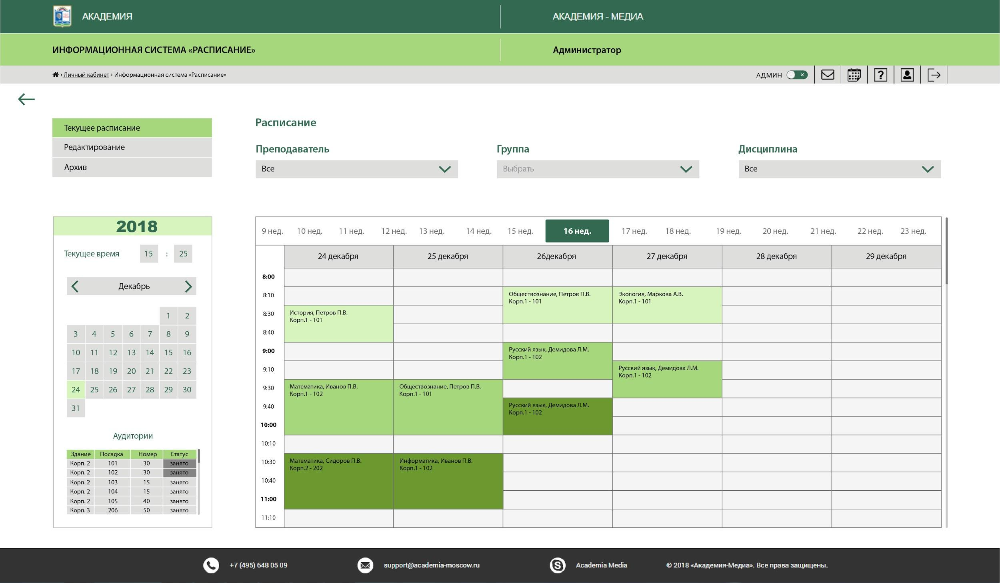 АКАДЕМИЯ
АКАДЕМИЯ - МЕДИА
ИНФОРМАЦИОННАЯ СИСТЕМА «РАСПИСАНИЕ»
Администратор
› Личный кабинет › Информационная система «Расписание»
АДМИН
Текущее расписание
Редактирование
Архив
Расписание
Преподаватель
Все
Группа
Выбрать
Дисциплина
Все
2018
Текущее время 15 : 25
Декабрь
1 2
3 4 5 6 7 8 9
10 11 12 13 14 15 16
17 18 19 20 21 22 23
24 25 26 27 28 29 30
31
Аудитории
Здание Посадка Номер Статус
Корп. 2 101 30 занято
Корп. 2 102 30 занято
Корп. 2 103 15 занято
Корп. 2 104 15 занято
Корп. 2 105 40 занято
Корп. 3 206 50 занято
9 нед. 10 нед. 11 нед. 12 нед. 13 нед. 14 нед. 15 нед. 16 нед. 17 нед. 18 нед. 19 нед. 20 нед. 21 нед. 22 нед. 23 нед.
24 декабря 25 декабря 26декабря 27 декабря 28 декабря 29 декабря
8:00
8:10
Обществознание, Петров П.В.
Корп.1 - 101
Экология, Маркова А.В.
Корп.1 - 101
8:30
История, Петров П.В.
Корп.1 - 101
8:40
9:00
Русский язык, Демидова Л.М.
Корп.1 - 102
9:10
Русский язык, Демидова Л.М.
Корп.1 - 102
9:30
Математика, Иванов П.В.
Корп.1 - 102
Обществознание, Петров П.В.
Корп.1 - 101
9:40
Русский язык, Демидова Л.М.
Корп.1 - 102
10:00
10:10
10:30
Математика, Сидоров П.В.
Корп.2 - 202
Информатика, Иванов П.В.
Корп.1 - 102
10:40
11:00
11:10
+7 (495) 648 05 09
support@academia-moscow.ru
Academia Media
© 2018 «Академия-Медиа». Все права защищены.